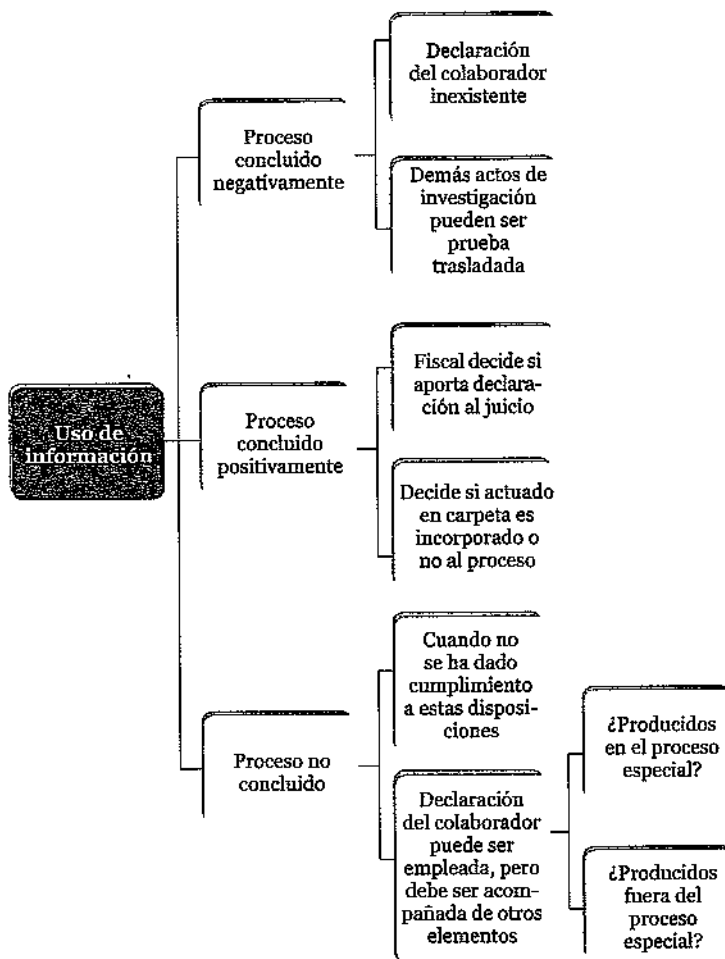 Uso de
información
Proceso
concluido
negativamente
Declaración
del colaborador
inexistente
Demás actos de
investigación
pueden ser
prueba
trasladada
Proceso
concluido
positivamente
Fiscal decide si
aporta declara-
ción al juicio
Decide si actuado
en carpeta es
incorporado o
no al proceso
Proceso no
concluido
Cuando no
se ha dado
cumplimiento
a estas disposi-
ciones
Declaración
del colaborador
puede ser
empleada, pero
debe ser acom-
pañada de otros
elementos
¿Producidos
en el proceso
especial?
¿Producidos
fuera del
proceso
especial?